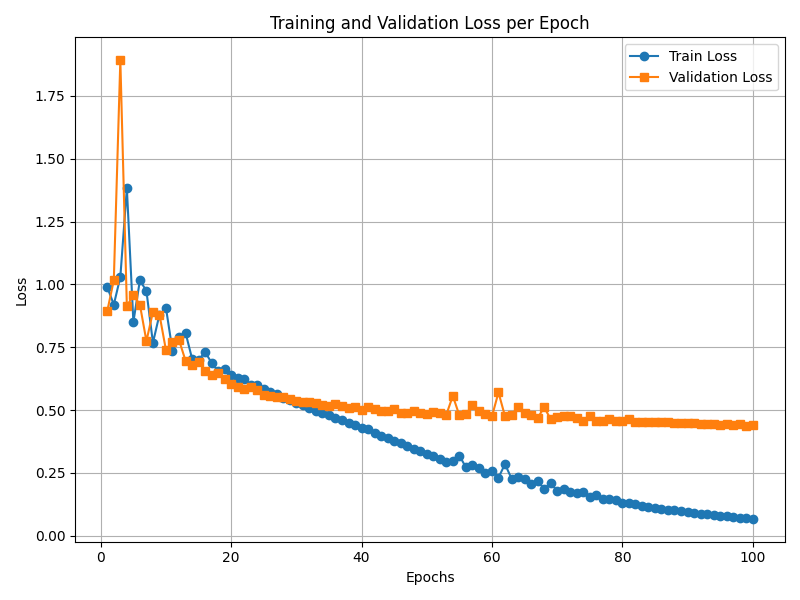 Training and Validation Loss per Epoch
Train Loss
Validation Loss
Loss
1.75
1.50
1.25
1.00
0.75
0.50
0.25
0.00
0 20 40 60 80 100
Epochs